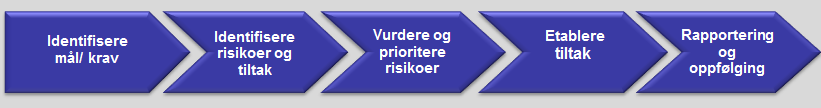 Identifisere
mål/ krav
Identifisere
risikoer og
tiltak
Vurdere og
prioritere
risikoer
Etablere
tiltak
Rapportering
og
oppfølging